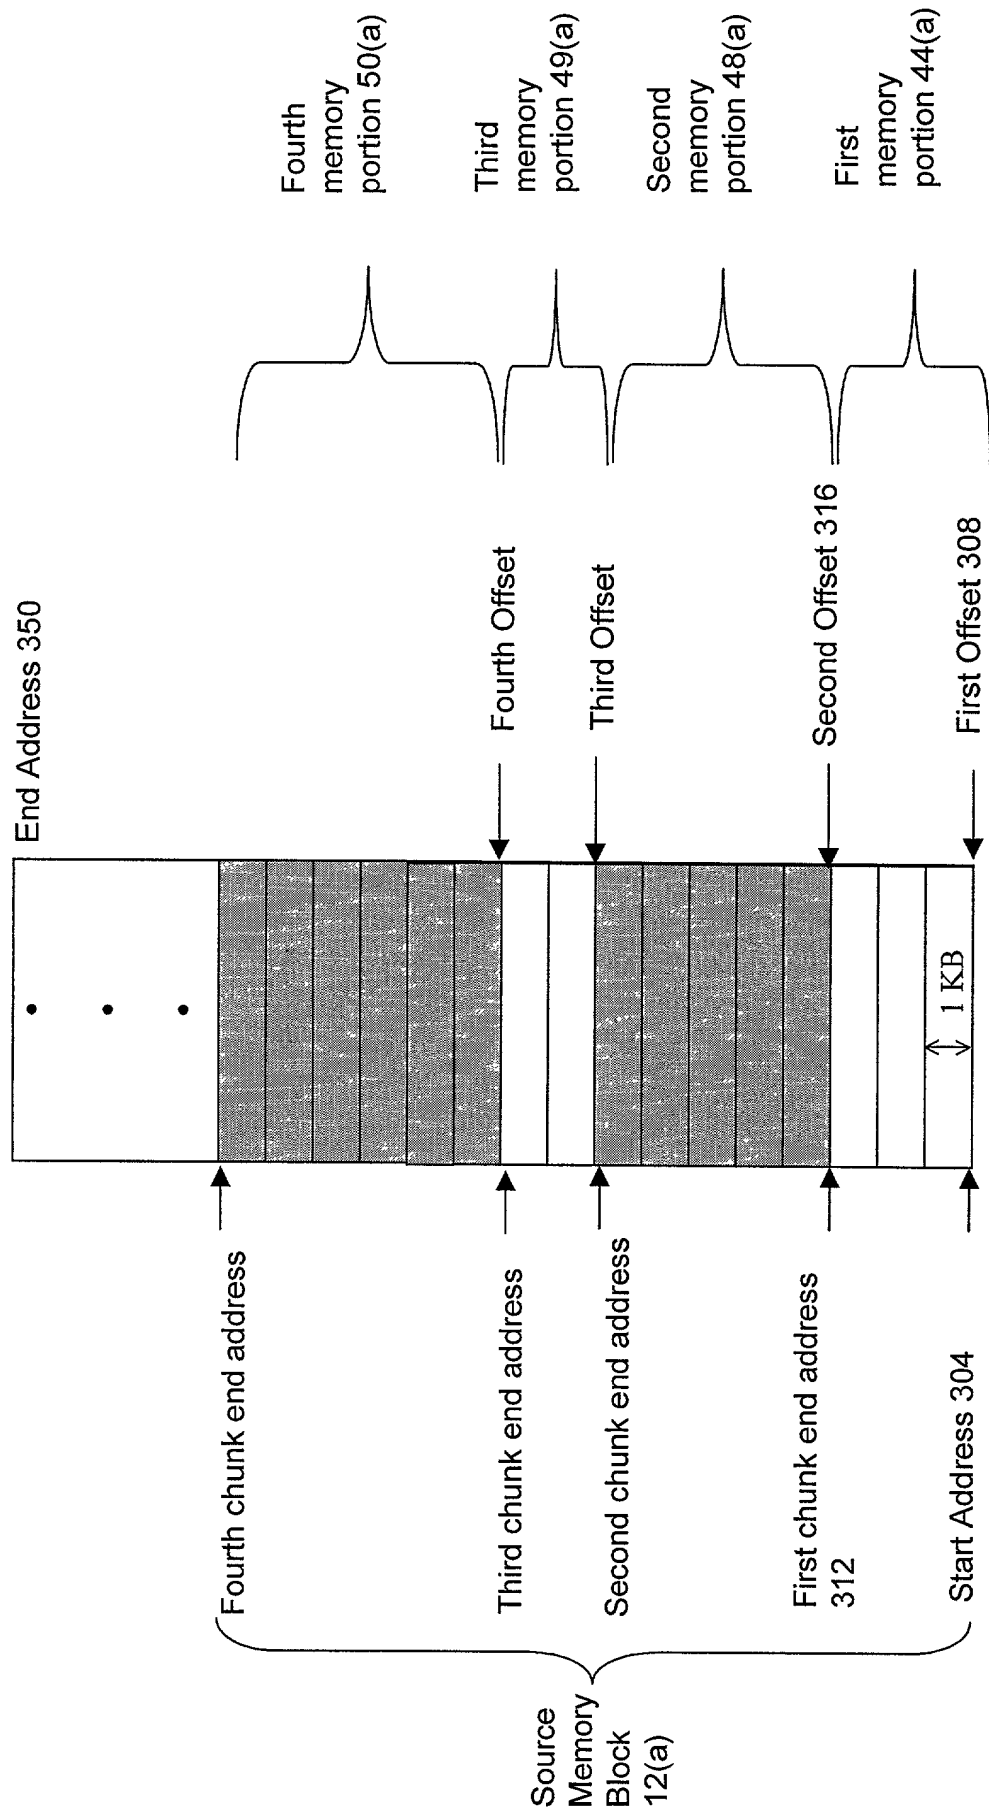 End Address 350
Fourth
memory
portion 50(a)
Third
memory
portion 49(a)
Second
memory
portion 48(a)
First
memory
portion 44(a)
Fourth Offset
Third Offset
Second Offset 316
First Offset 308
1 KB
Fourth chunk end address
Third chunk end address
Second chunk end address
First chunk end address
312
Start Address 304
Source
Memory
Block
12(a)